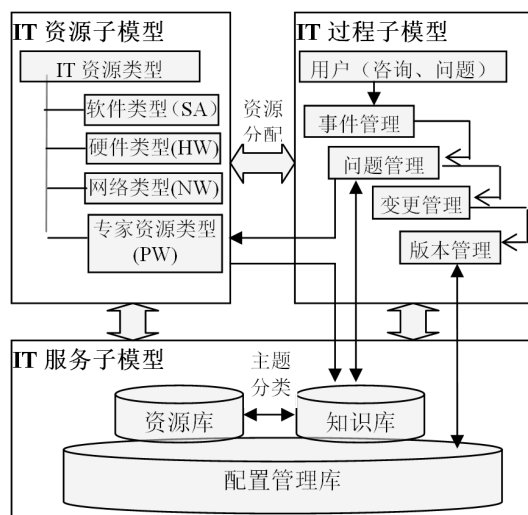 IT 资源子模型
IT 资源类型
软件类型（SA）
硬件类型(HW)
网络类型(NW)
专家资源类型
(PW)
资源
分配
IT 过程子模型
用户（咨询、问题）
事件管理
问题管理
变更管理
版本管理
IT 服务子模型
主题
分类
资源库
知识库
配置管理库